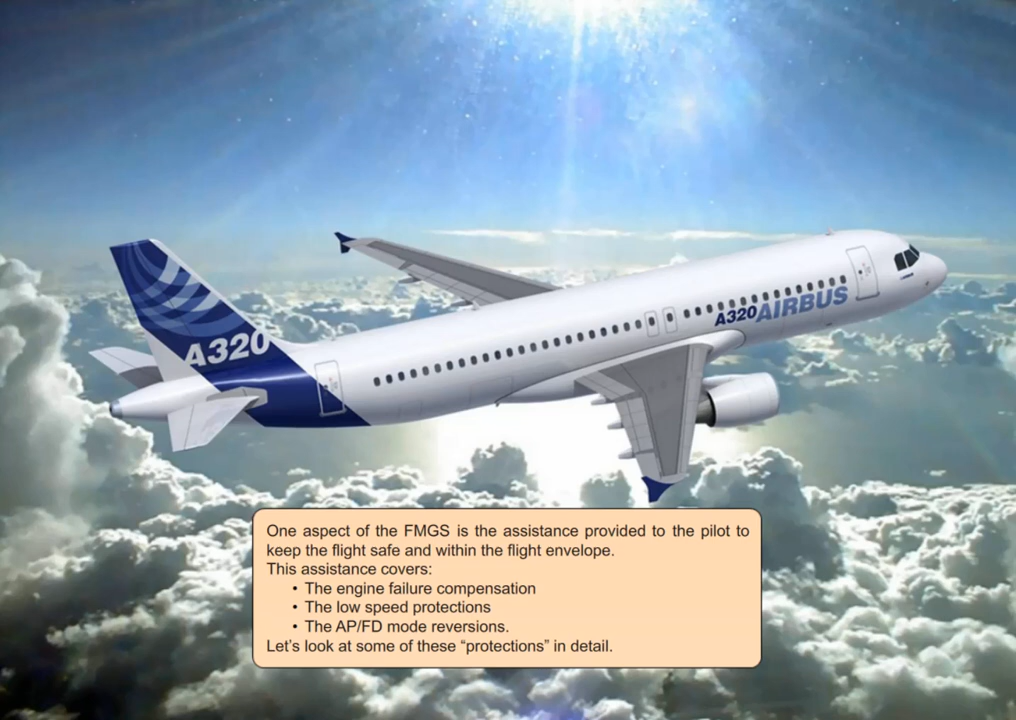 A320
A320 AIRBUS
One aspect of the FMGS is the assistance provided to the pilot to
keep the flight safe and within the flight envelope.
This assistance covers:
• The engine failure compensation
• The low speed protections
• The AP/FD mode reversions.
Let’s look at some of these “protections” in detail.